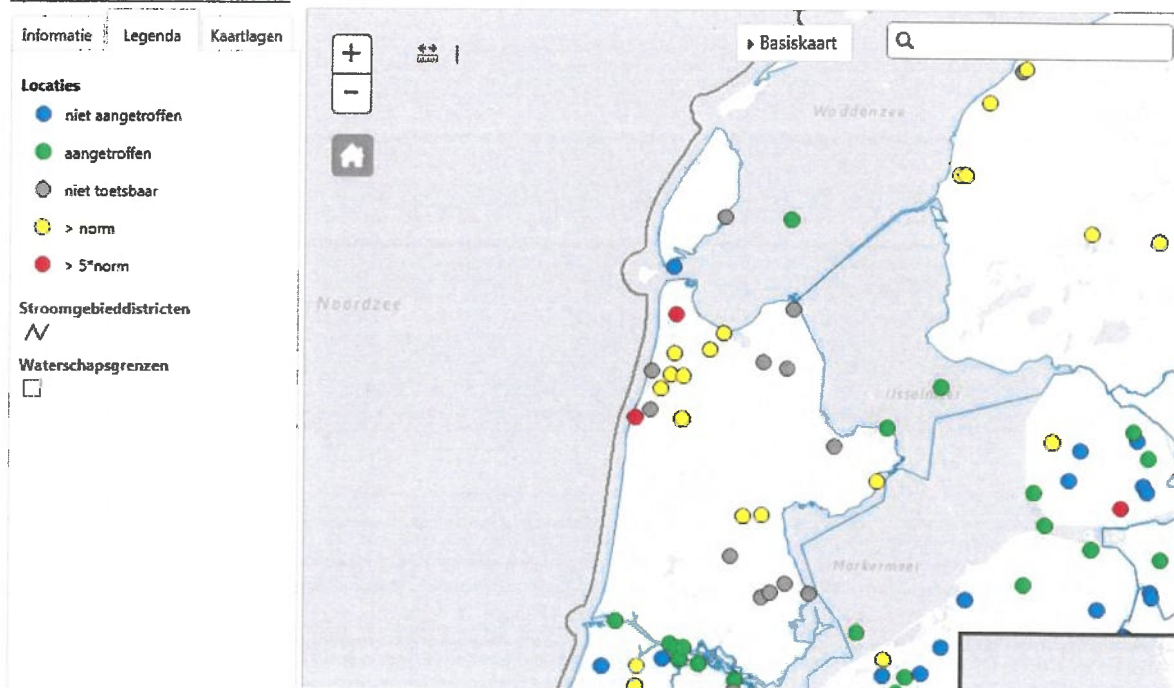 Informatie Legenda Kaartlagen
Locaties
niet aangetroffen
aangetroffen
niet toetsbaar
> norm
> 5*norm
Stroomgebieddistricten
Waterschapsgrenzen
+
−
Basiskaart
Waddenzee
Noordzee
IJsselmeer
Markermeer